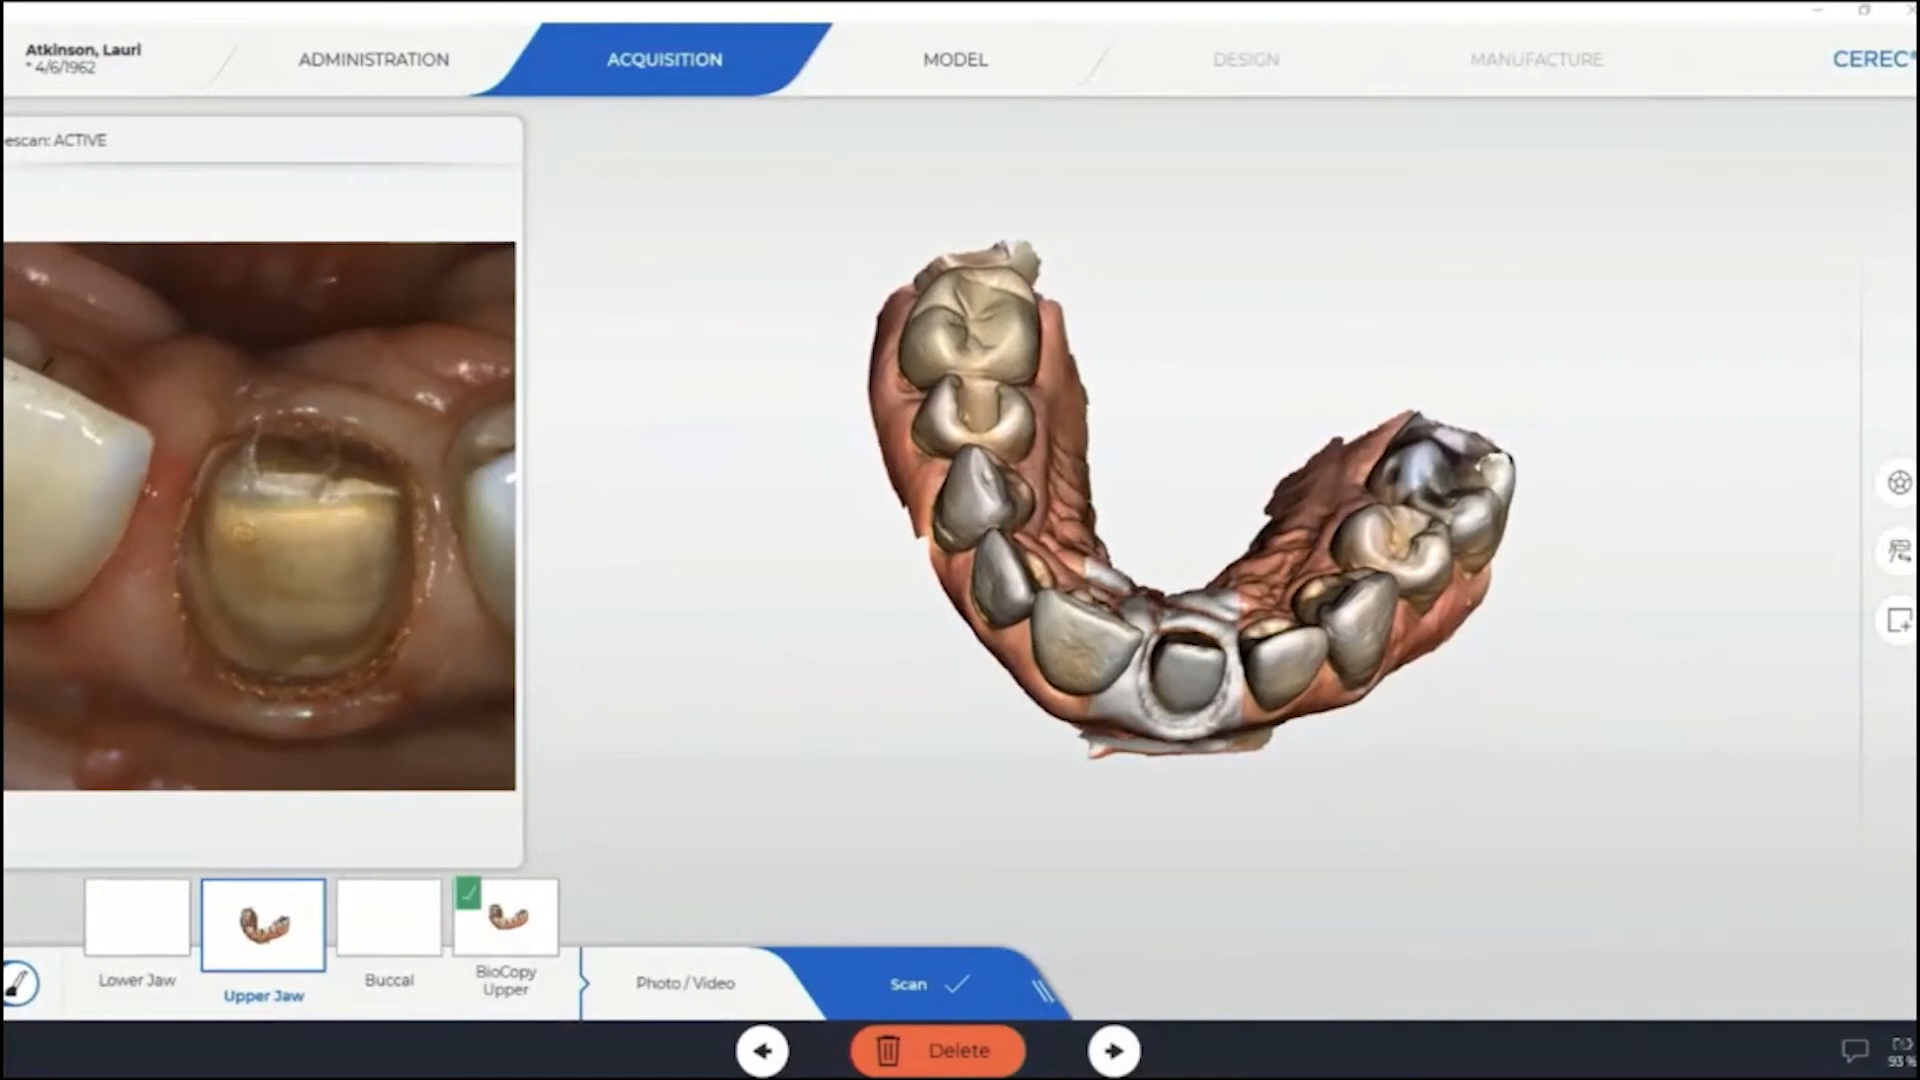 Atkinson, Lauri
* 4/6/1962
ADMINISTRATION
ACQUISITION
MODEL
DESIGN
MANUFACTURE
CEREC
escan: ACTIVE
Lower Jaw
Upper Jaw
Buccal
BioCopy
Upper
Photo / Video
Scan
Delete
93 %